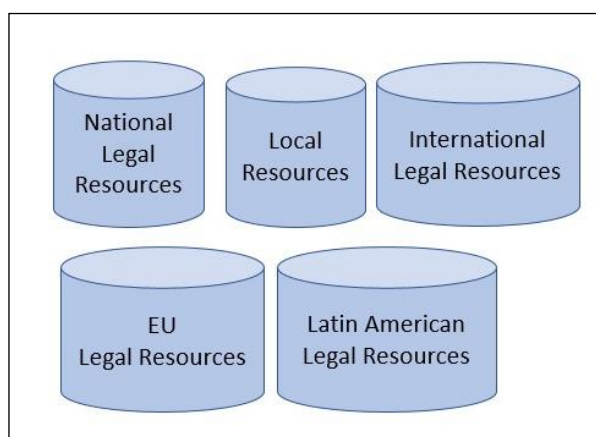 National
Legal
Resources
Local
Resources
International
Legal Resources
EU
Legal Resources
Latin American
Legal Resources